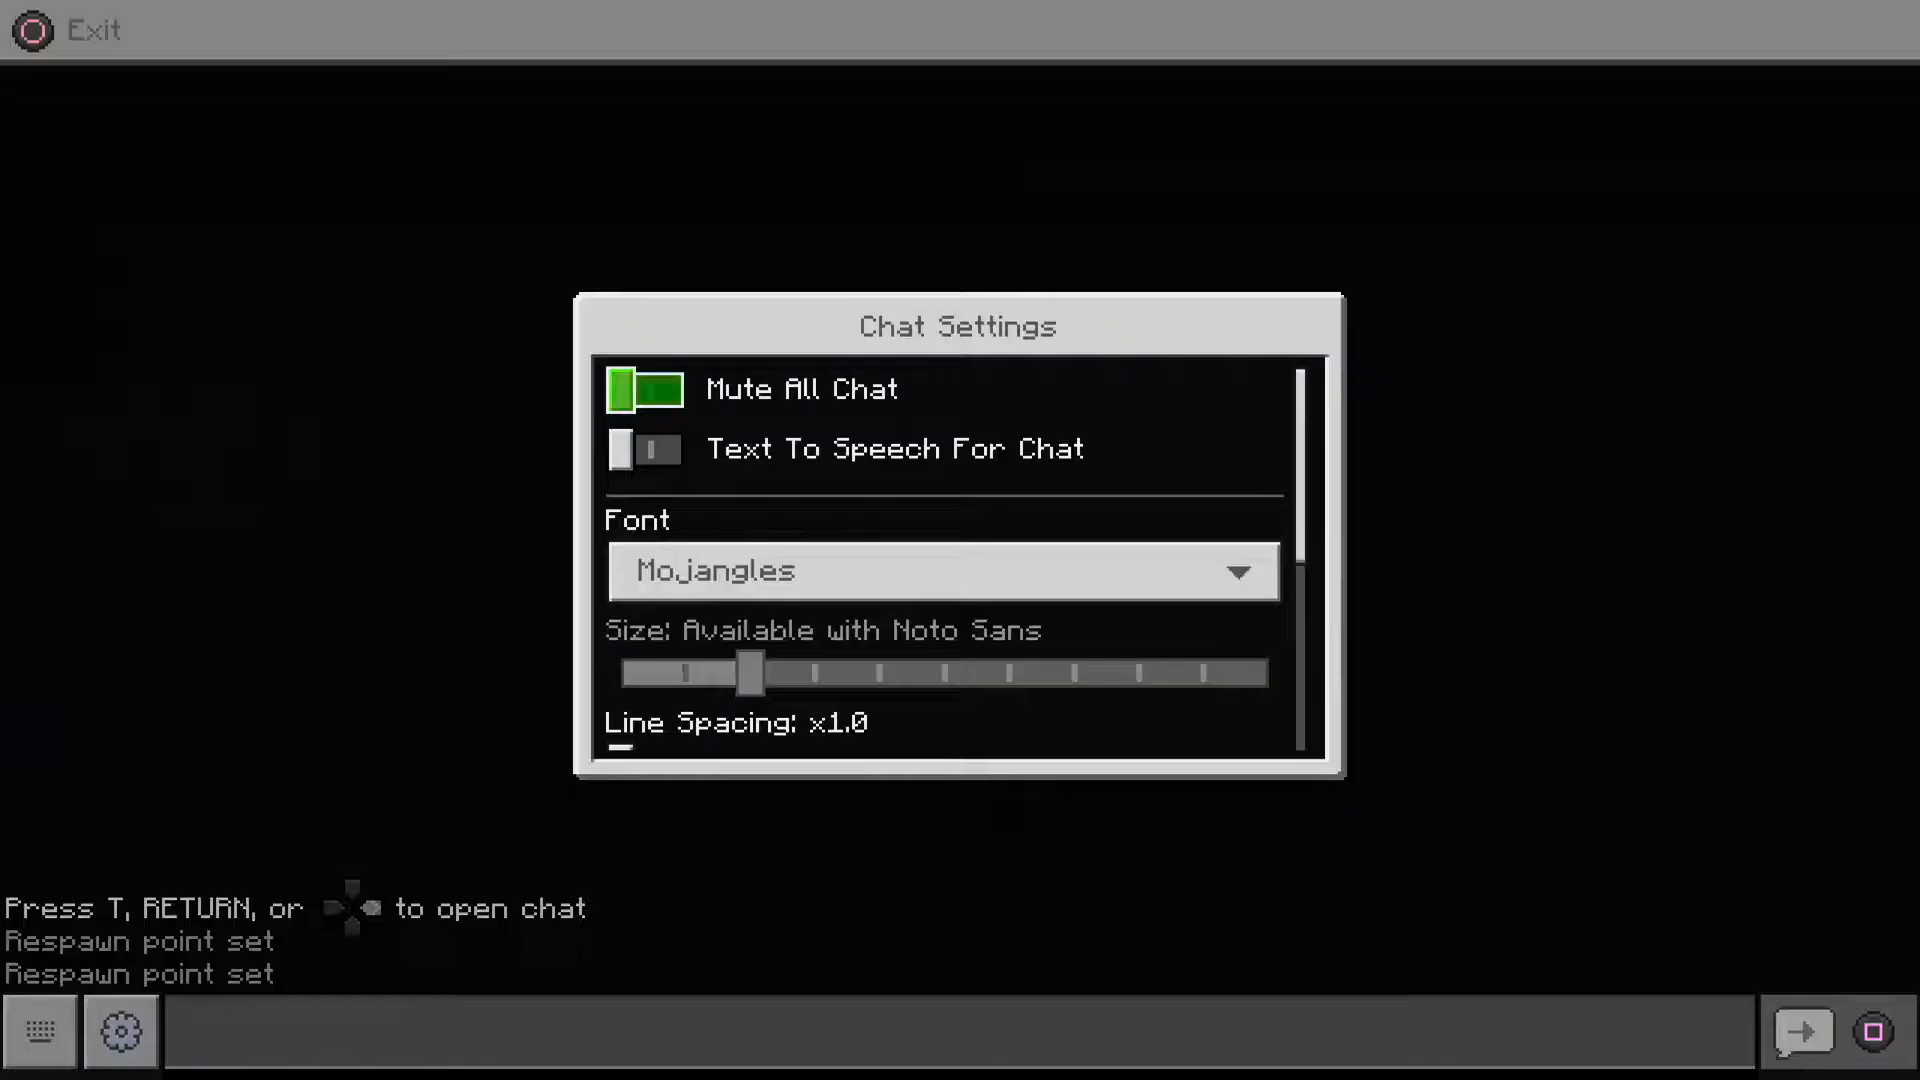 Exit
Chat Settings
Mute All Chat
Text To Speech For Chat
Font
Mojangles
Size: Available with Noto Sans
Line Spacing: x1.0
Press T, RETURN, or to open chat
Respawn point set
Respawn point set